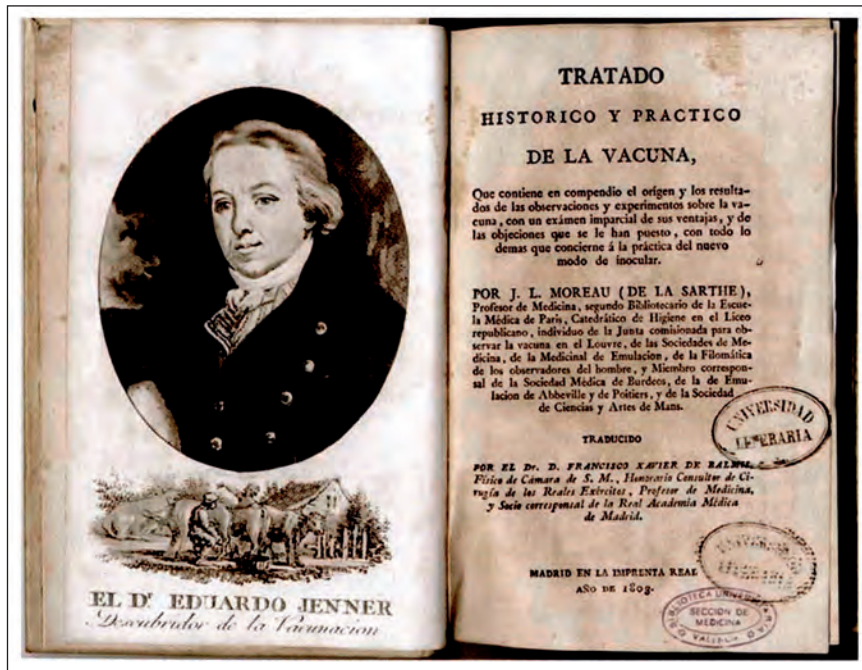 EL Dr. EDUARDO JENNER
Descubridor de la Vacunacion
TRATADO
HISTORICO Y PRACTICO
DE LA VACUNA,
Que contiene en compendio el orígen y los resulta-
dos de las observaciones y experimentos sobre la va-
cuna, con un exámen imparcial de sus ventajas, y de
las objeciones que se le han puesto, con todo lo
demas que concierne á la práctica del nuevo
modo de inocular.
POR J. L. MOREAU (DE LA SARTHE),
Profesor de Medicina, segundo Bibliotecario de la Escue-
la Médica de Paris, Catedrático de Higiene en el Liceo
republicano, individuo de la Junta comisionada para ob-
servar la vacuna en el Louvre, de las Sociedades de Me-
dicina, de la Medicinal de Emulacion, de la Filomática
de los observadores del hombre, y Miembro correspon-
sal de la Sociedad Médica de Burdeos, de la de Emu-
lacion de Abbeville y de Poitiers, y de la Sociedad
de Ciencias y Artes de Mans.
UNIVERSIDAD
LITERARIA
TRADUCIDO
POR EL Dr. D. FRANCISCO XAVIER DE BALMIS,
Físico de Cámara de S. M., Honorario Consultor de Ci-
rugía de los Reales Exércitos, Profesor de Medicina,
y Socio corresponsal de la Real Academia Médica
de Madrid.
MADRID EN LA IMPRENTA REAL
AÑO DE 1803.
BIBLIOTECA UNIVERSITARIA
SECCION DE
MEDICINA
VALENCIA